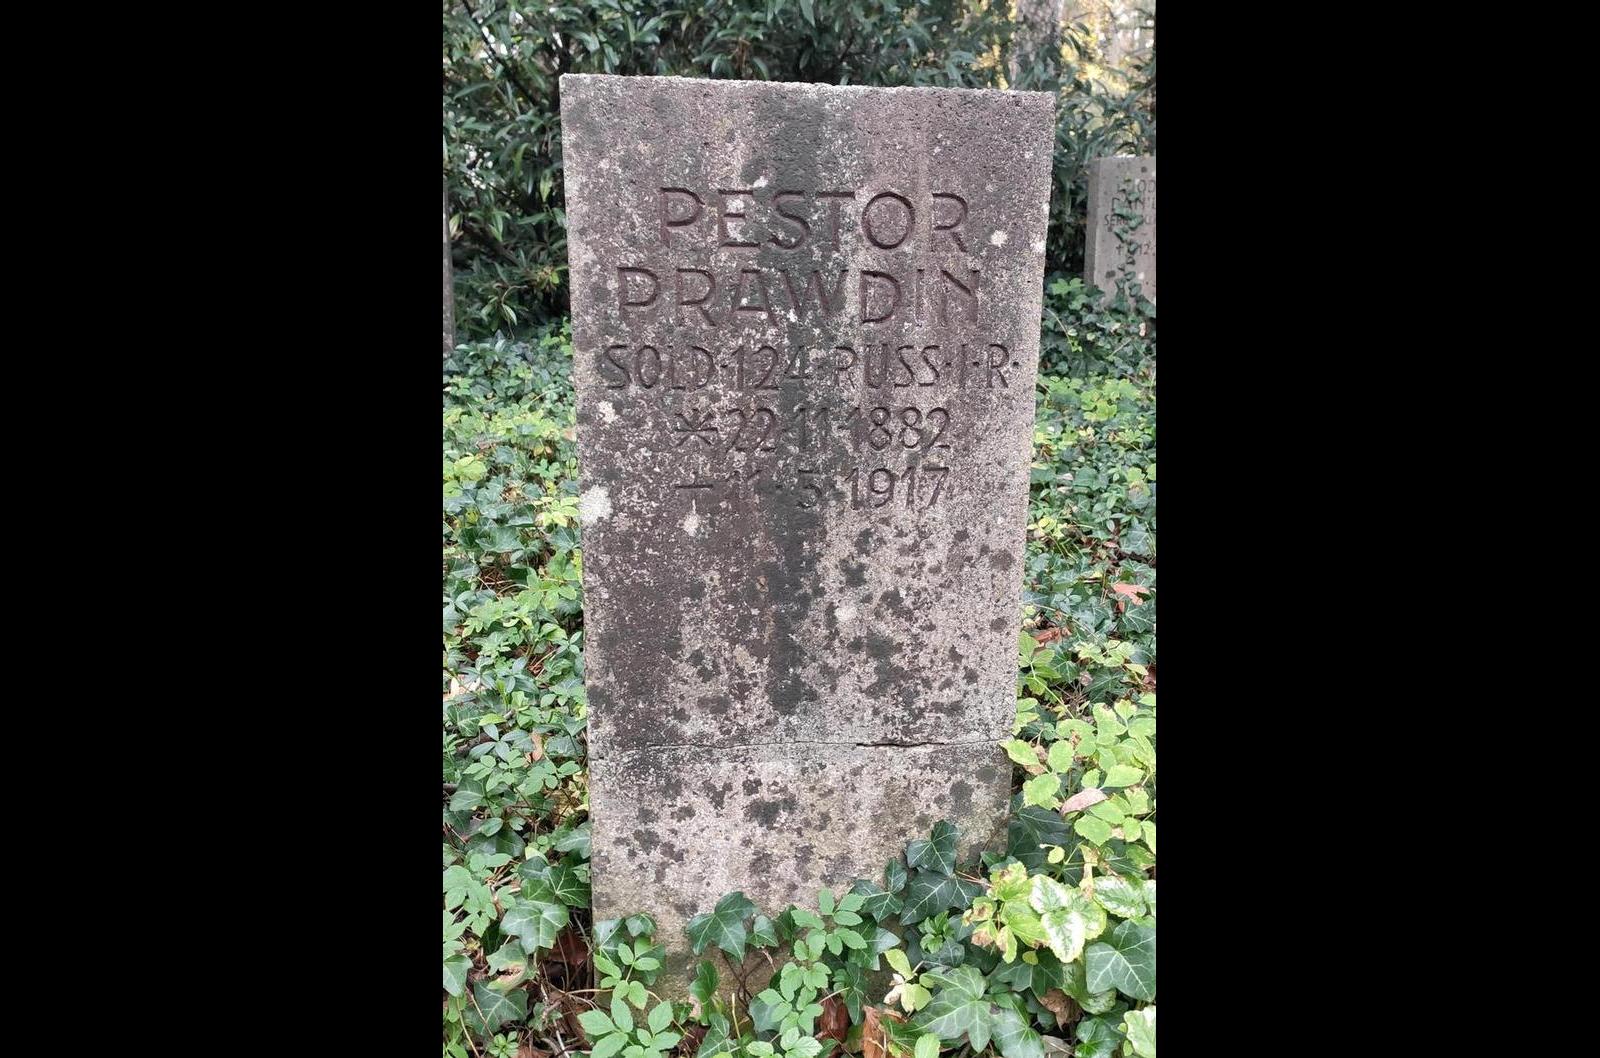 PESTOR
PRAWDIN
SOLD·124·RUSS·I·R·
*22·11·1882
+11·5·1917